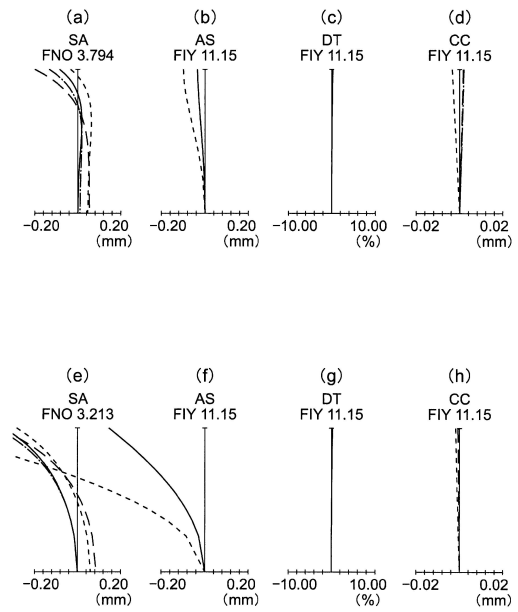 (a) (b) (c) (d)
SA AS DT CC
FNO 3.794 FIY 11.15 FIY 11.15 FIY 11.15
−0.20 0.20 −0.20 0.20 −10.00 10.00 −0.02 0.02
(mm) (mm) (%) (mm)
(e) (f) (g) (h)
SA AS DT CC
FNO 3.213 FIY 11.15 FIY 11.15 FIY 11.15
−0.20 0.20 −0.20 0.20 −10.00 10.00 −0.02 0.02
(mm) (mm) (%) (mm)